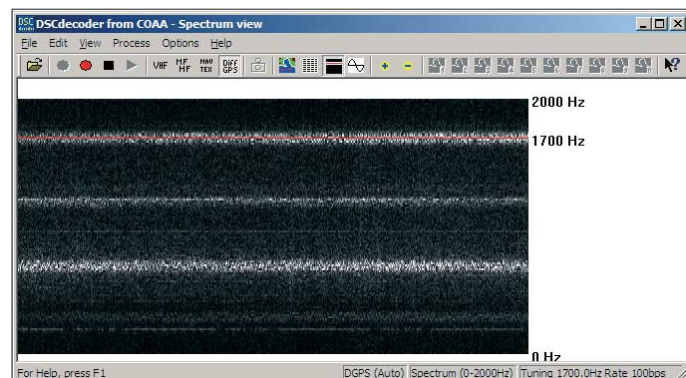 DSC DSCdecoder from COAA - Spectrum view
File Edit View Process Options Help
VHF MF HF NAV TEX DIFF GPS
2000 Hz
1700 Hz
0 Hz
For Help, press F1 DGPS (Auto) Spectrum (0-2000Hz) Tuning 1700.0Hz Rate 100bps